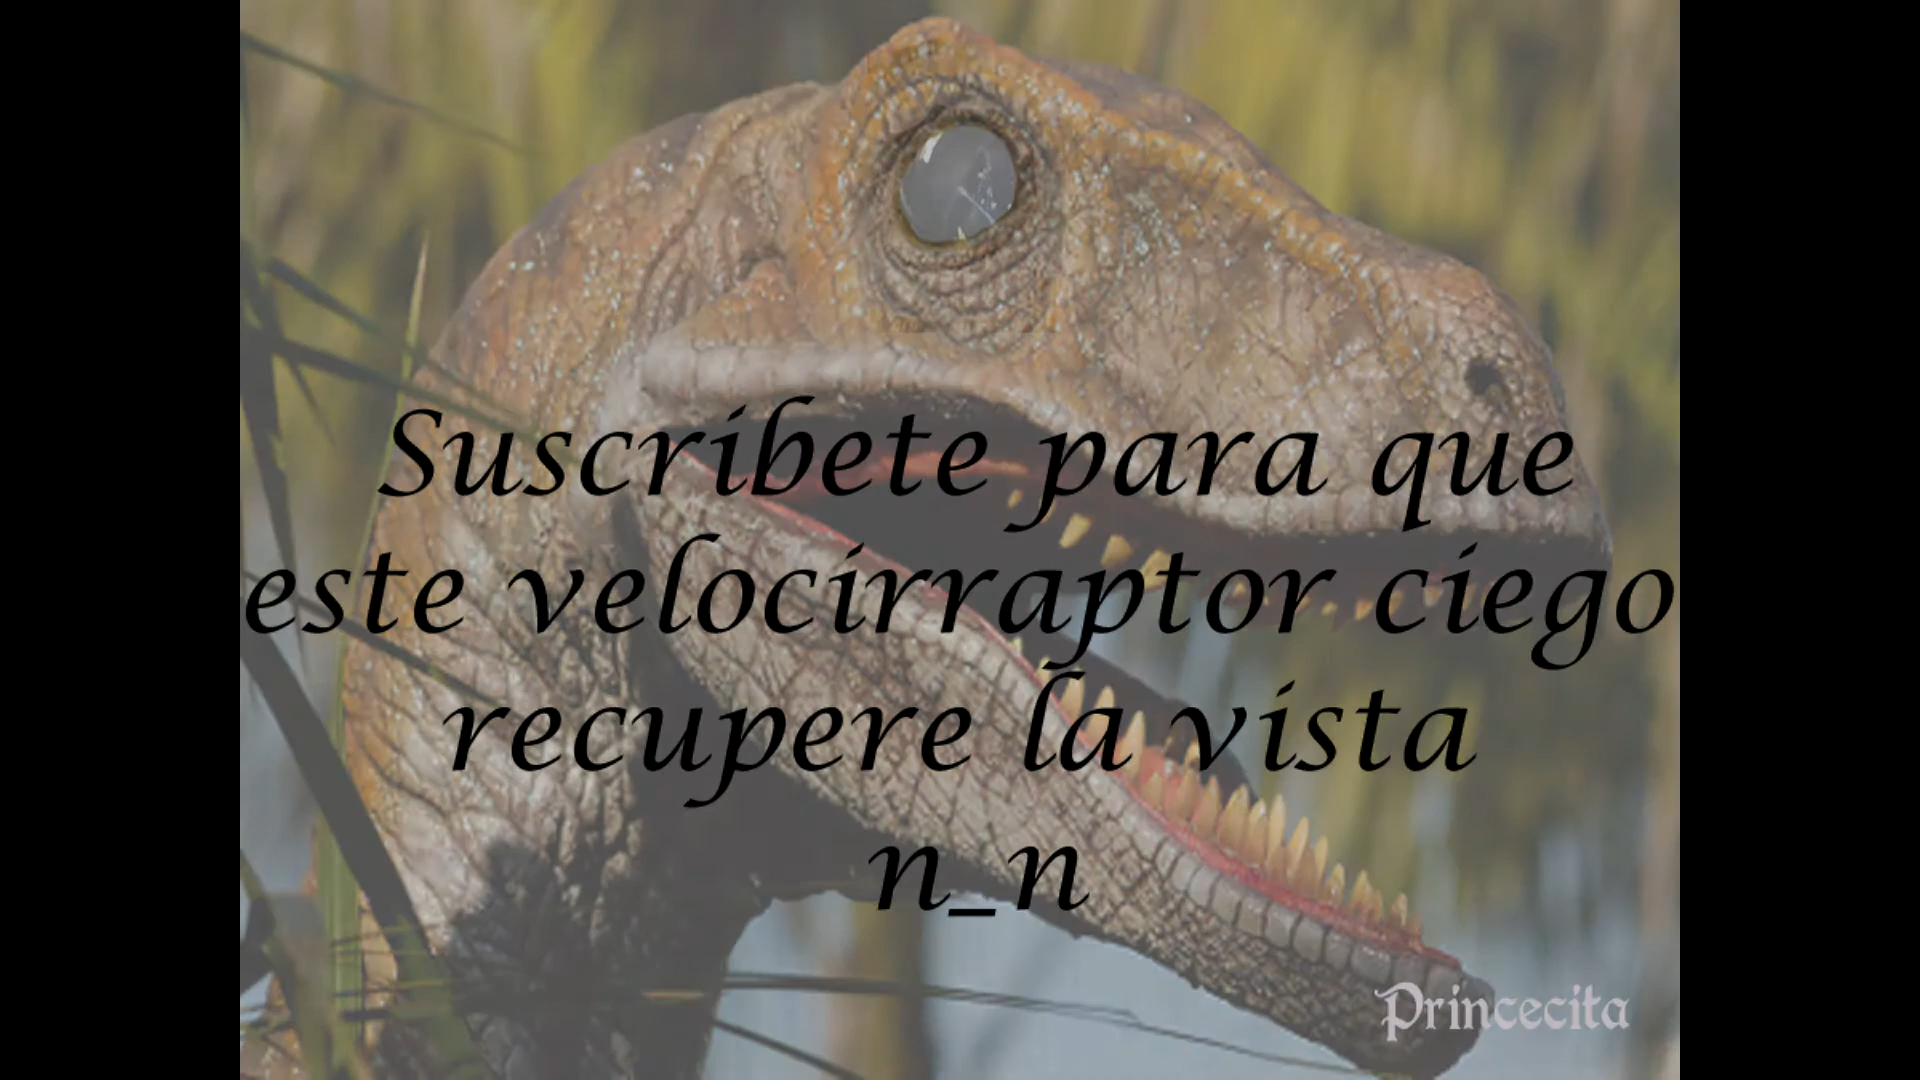 Suscribete para que
este velocirraptor ciego
recupere la vista
n_n
Princecita